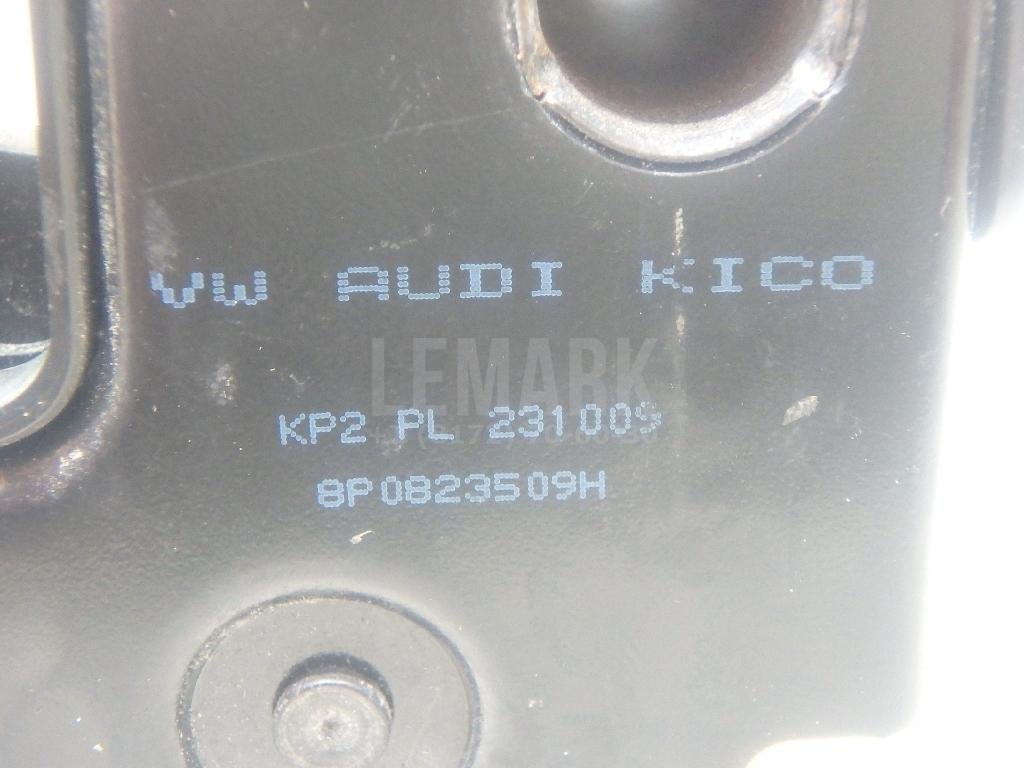 VW AUDI KICO
LEMARK
KP2 PL 231009
8P0823509H